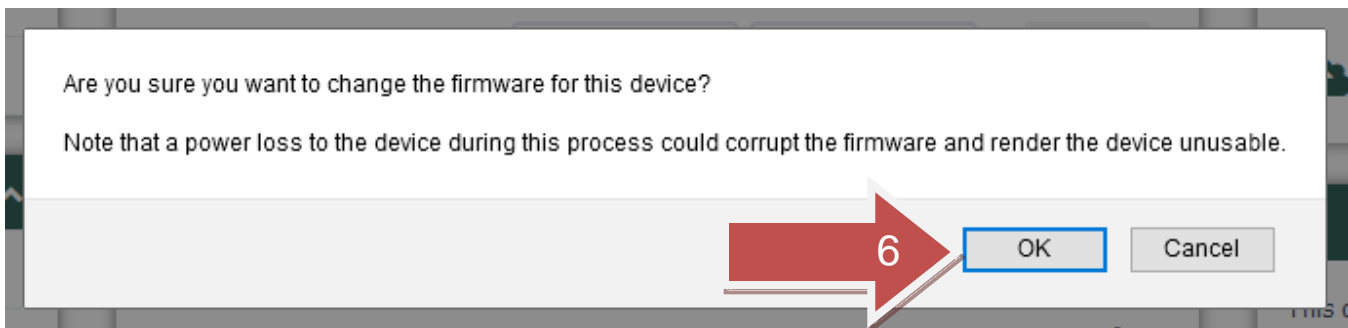 Are you sure you want to change the firmware for this device?
Note that a power loss to the device during this process could corrupt the firmware and render the device unusable.
6
OK
Cancel